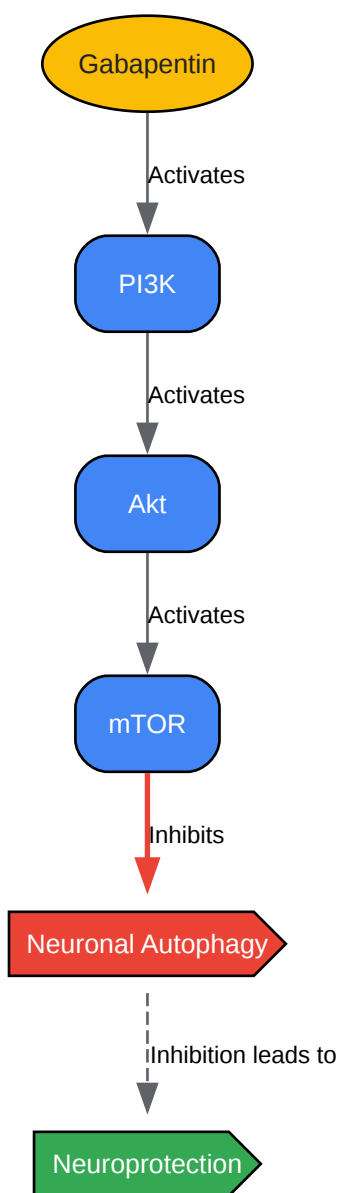 Gabapentin
Activates
PI3K
Activates
Akt
Activates
mTOR
Inhibits
Neuronal Autophagy
Inhibition leads to
Neuroprotection